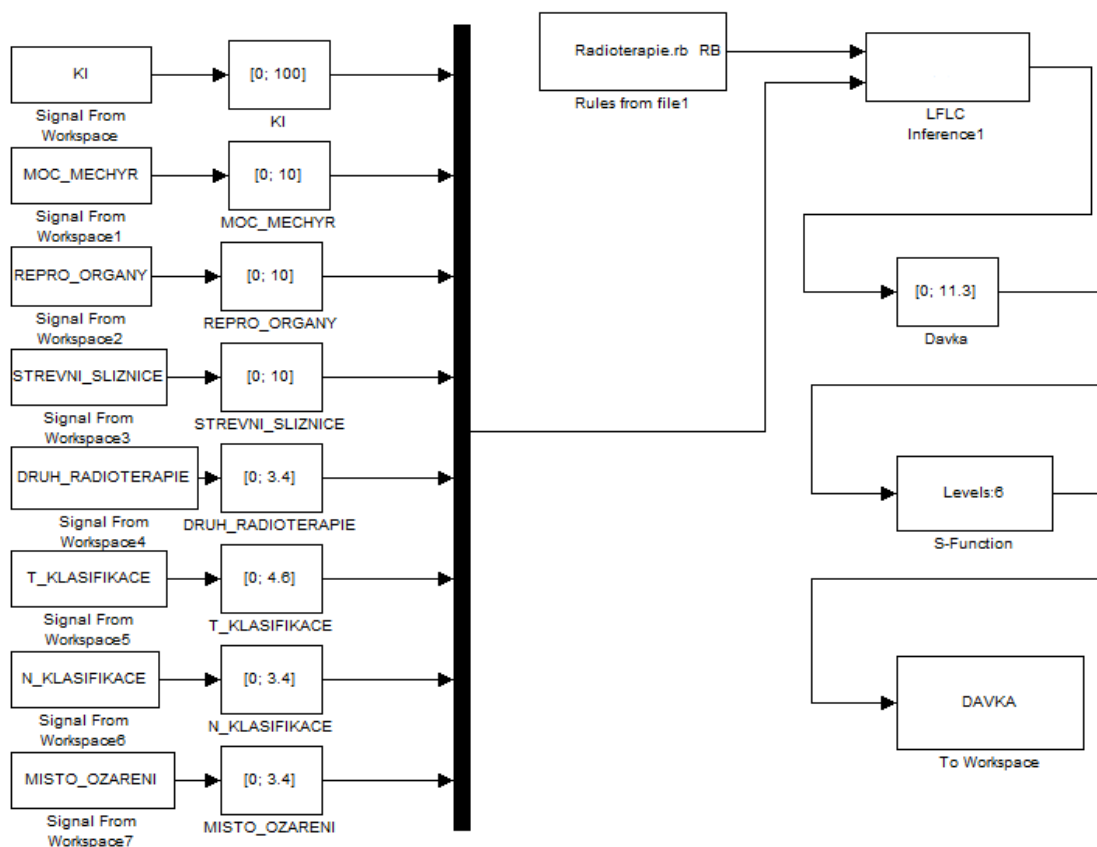 KI
Signal From
Workspace
[0; 100]
KI
MOC_MECHYR
Signal From
Workspace1
[0; 10]
MOC_MECHYR
REPRO_ORGANY
Signal From
Workspace2
[0; 10]
REPRO_ORGANY
STREVNI_SLIZNICE
Signal From
Workspace3
[0; 10]
STREVNI_SLIZNICE
DRUH_RADIOTERAPIE
Signal From
Workspace4
[0; 3.4]
DRUH_RADIOTERAPIE
T_KLASIFIKACE
Signal From
Workspace5
[0; 4.6]
T_KLASIFIKACE
N_KLASIFIKACE
Signal From
Workspace6
[0; 3.4]
N_KLASIFIKACE
MISTO_OZARENI
Signal From
Workspace7
[0; 3.4]
MISTO_OZARENI
Radioterapie.rb RB
Rules from file1
LFLC
Inference1
[0; 11.3]
Davka
Levels:6
S-Function
DAVKA
To Workspace